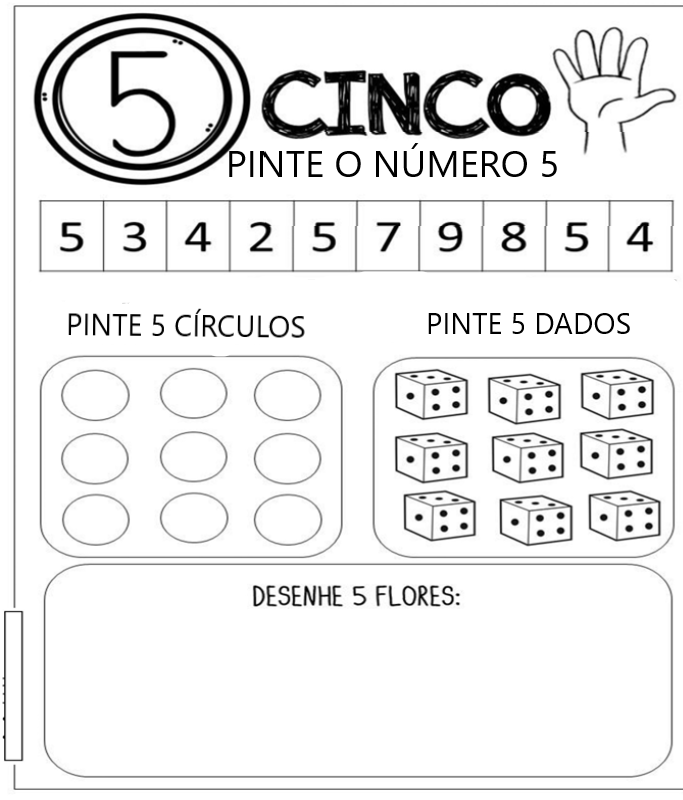 5 CINCO
PINTE O NÚMERO 5
5 3 4 2 5 7 9 8 5 4
PINTE 5 CÍRCULOS
PINTE 5 DADOS
DESENHE 5 FLORES: